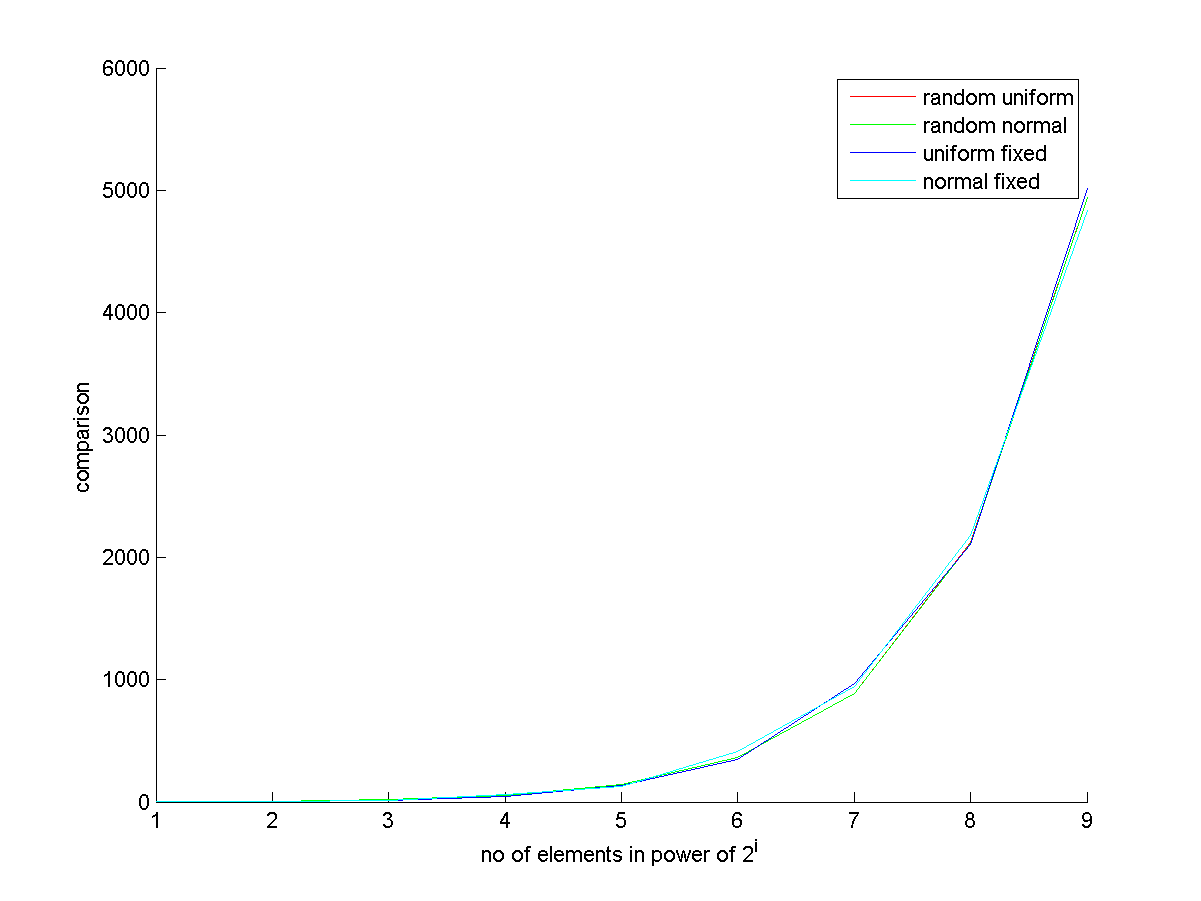 6000
5000
4000
3000
2000
1000
0
comparison
random uniform
random normal
uniform fixed
normal fixed
1 2 3 4 5 6 7 8 9
no of elements in power of 2^i